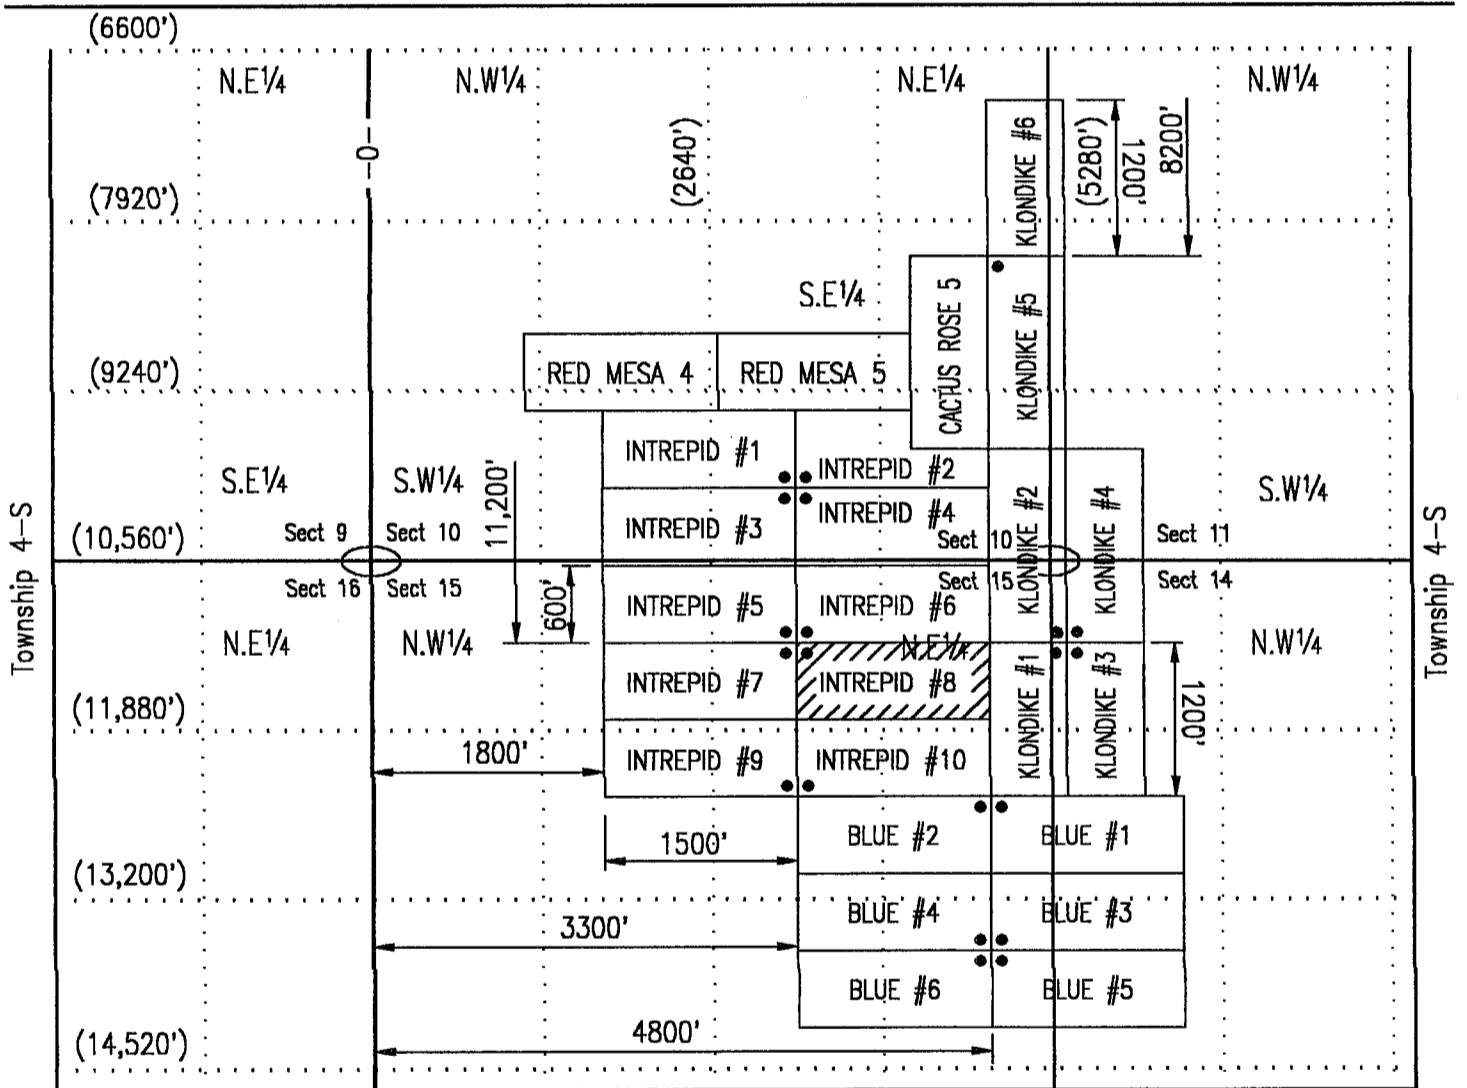 (6600')
N.E¼
N.W¼
N.E¼
N.W¼
-0-
(2640')
KLONDIKE #6
(5280')
1200'
8200'
(7920')
S.E¼
CACTUS ROSE 5
KLONDIKE #5
(9240')
RED MESA 4
RED MESA 5
INTREPID #1
INTREPID #2
S.E¼
S.W¼
11,200'
INTREPID #3
INTREPID #4
KLONDIKE #2
KLONDIKE #4
S.W¼
Township 4-S
(10,560')
Sect 9
Sect 10
Sect 10
Sect 11
Township 4-S
Sect 16
Sect 15
Sect 15
Sect 14
600'
INTREPID #5
INTREPID #6
N.E¼
N.W¼
N.E¼
N.W¼
INTREPID #7
INTREPID #8
KLONDIKE #1
KLONDIKE #3
1200'
(11,880')
1800'
INTREPID #9
INTREPID #10
1500'
BLUE #2
BLUE #1
(13,200')
3300'
BLUE #4
BLUE #3
BLUE #6
BLUE #5
4800'
(14,520')